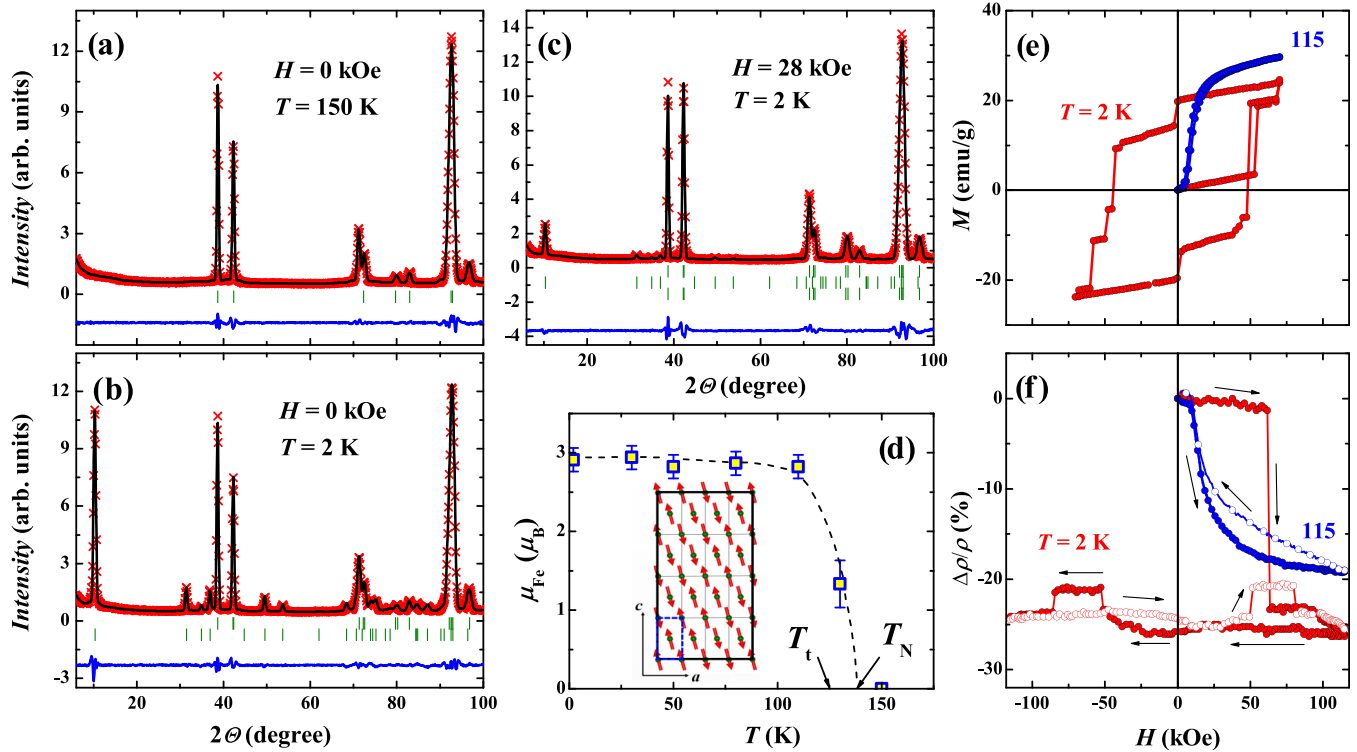 (a)
H = 0 kOe
T = 150 K
Intensity (arb. units)
12
9
6
3
0
(b)
H = 0 kOe
T = 2 K
Intensity (arb. units)
12
9
6
3
0
-3
20 40 60 80 100
2Θ (degree)
(c)
H = 28 kOe
T = 2 K
14
12
10
8
6
4
2
0
-2
-4
20 40 60 80 100
2Θ (degree)
(d)
μFe (μB)
3
2
1
0
c
a
Tt
TN
0 50 100 150
T (K)
(e)
115
T = 2 K
M (emu/g)
40
20
0
-20
(f)
115
T = 2 K
Δρ/ρ (%)
0
-10
-20
-30
-100 -50 0 50 100
H (kOe)